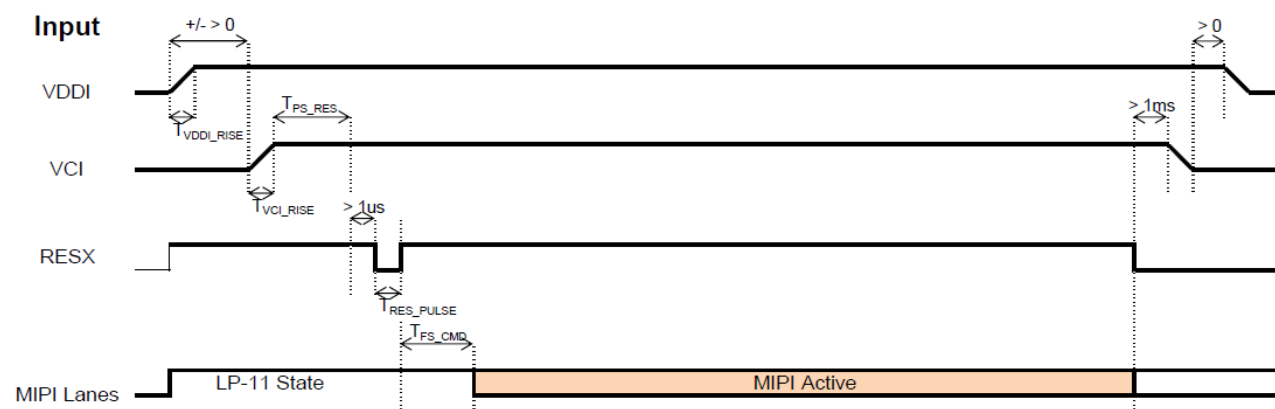 Input
+/- > 0
> 0
VDDI
T_VDDI_RISE
T_PS_RES
> 1ms
VCI
T_VCI_RISE
> 1us
RESX
T_RES_PULSE
T_FS_CMD
MIPI Lanes
LP-11 State
MIPI Active